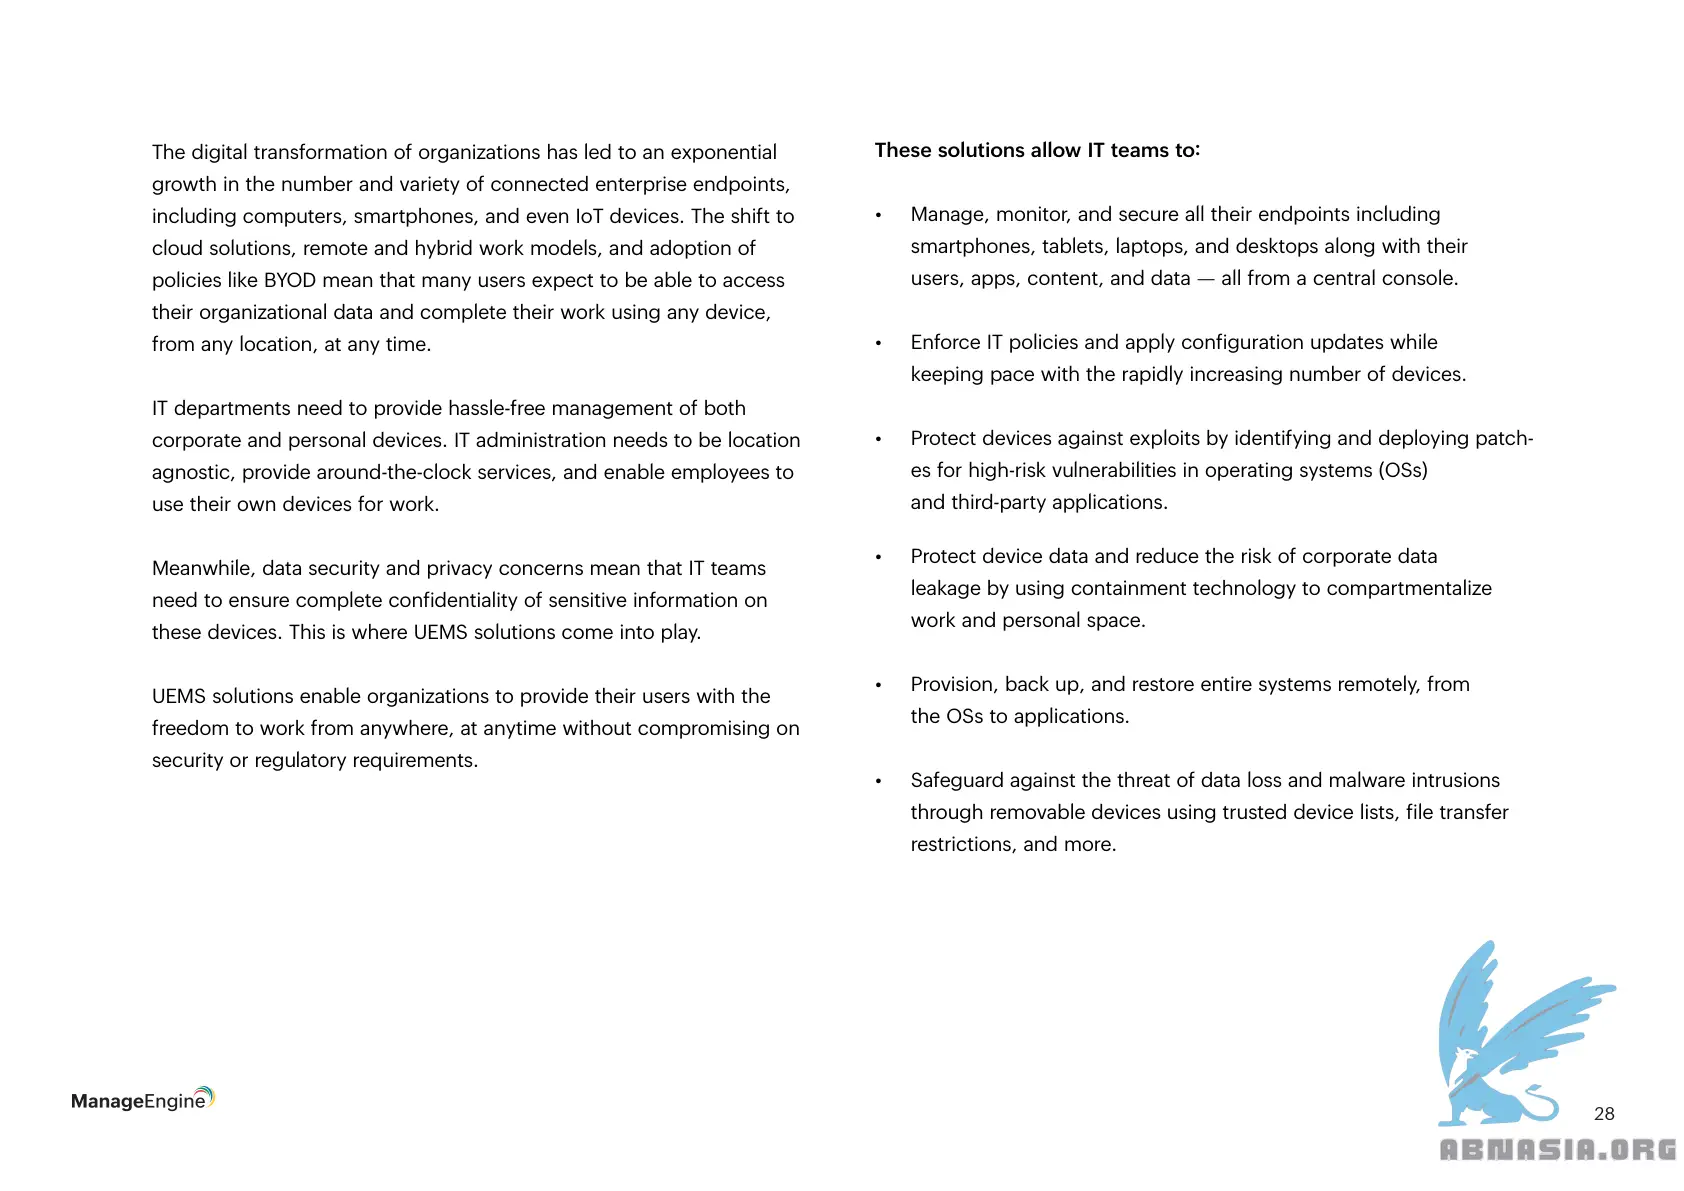 The digital transformation of organizations has led to an exponential
growth in the number and variety of connected enterprise endpoints,
including computers, smartphones, and even IoT devices. The shift to
cloud solutions, remote and hybrid work models, and adoption of
policies like BYOD mean that many users expect to be able to access
their organizational data and complete their work using any device,
from any location, at any time.
IT departments need to provide hassle-free management of both
corporate and personal devices. IT administration needs to be location
agnostic, provide around-the-clock services, and enable employees to
use their own devices for work.
Meanwhile, data security and privacy concerns mean that IT teams
need to ensure complete confidentiality of sensitive information on
these devices. This is where UEMS solutions come into play.
UEMS solutions enable organizations to provide their users with the
freedom to work from anywhere, at anytime without compromising on
security or regulatory requirements.
These solutions allow IT teams to:
• Manage, monitor, and secure all their endpoints including
smartphones, tablets, laptops, and desktops along with their
users, apps, content, and data — all from a central console.
• Enforce IT policies and apply configuration updates while
keeping pace with the rapidly increasing number of devices.
• Protect devices against exploits by identifying and deploying patch-
es for high-risk vulnerabilities in operating systems (OSs)
and third-party applications.
• Protect device data and reduce the risk of corporate data
leakage by using containment technology to compartmentalize
work and personal space.
• Provision, back up, and restore entire systems remotely, from
the OSs to applications.
• Safeguard against the threat of data loss and malware intrusions
through removable devices using trusted device lists, file transfer
restrictions, and more.
ManageEngine
28
ABNASIA.ORG